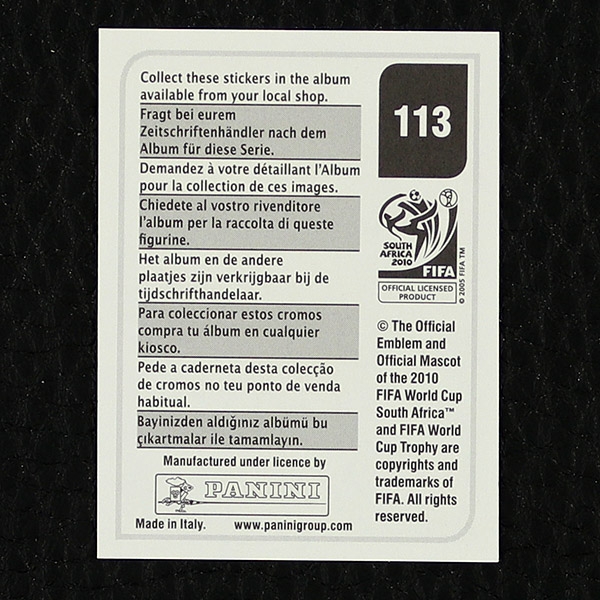 Collect these stickers in the album
available from your local shop.
Fragt bei eurem
Zeitschriftenhändler nach dem
Album für diese Serie.
Demandez à votre détaillant l'Album
pour la collection de ces images.
Chiedete al vostro rivenditore
l'album per la raccolta di queste
figurine.
Het album en de andere
plaatjes zijn verkrijgbaar bij de
tijdschrifthandelaar.
Para coleccionar estos cromos
compra tu álbum en cualquier
kiosco.
Pede a caderneta desta colecção
de cromos no teu ponto de venda
habitual.
Bayinizden aldığınız albümü bu
çıkartmalar ile tamamlayın.
Manufactured under licence by
PANINI
Made in Italy. www.paninigroup.com
113
SOUTH
AFRICA
2010
FIFA
OFFICIAL LICENSED
PRODUCT
© 2005 FIFA TM
© The Official
Emblem and
Official Mascot
of the 2010
FIFA World Cup
South Africa™
and FIFA World
Cup Trophy are
copyrights and
trademarks of
FIFA. All rights
reserved.